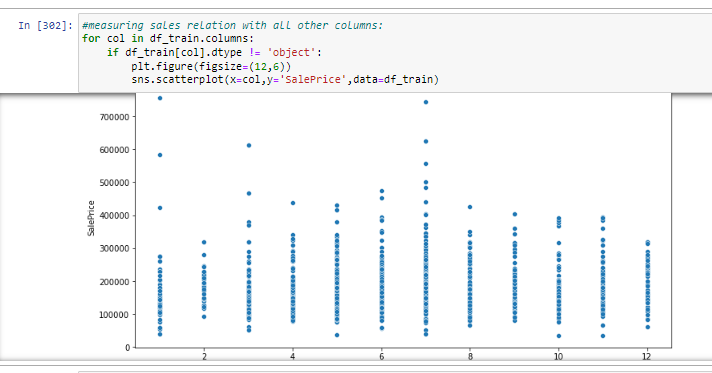 In [302]: #measuring sales relation with all other columns:
for col in df_train.columns:
    if df_train[col].dtype != 'object':
        plt.figure(figsize=(12,6))
        sns.scatterplot(x=col,y='SalePrice',data=df_train)
700000
600000
500000
400000
300000
200000
100000
0
SalePrice
2 4 6 8 10 12